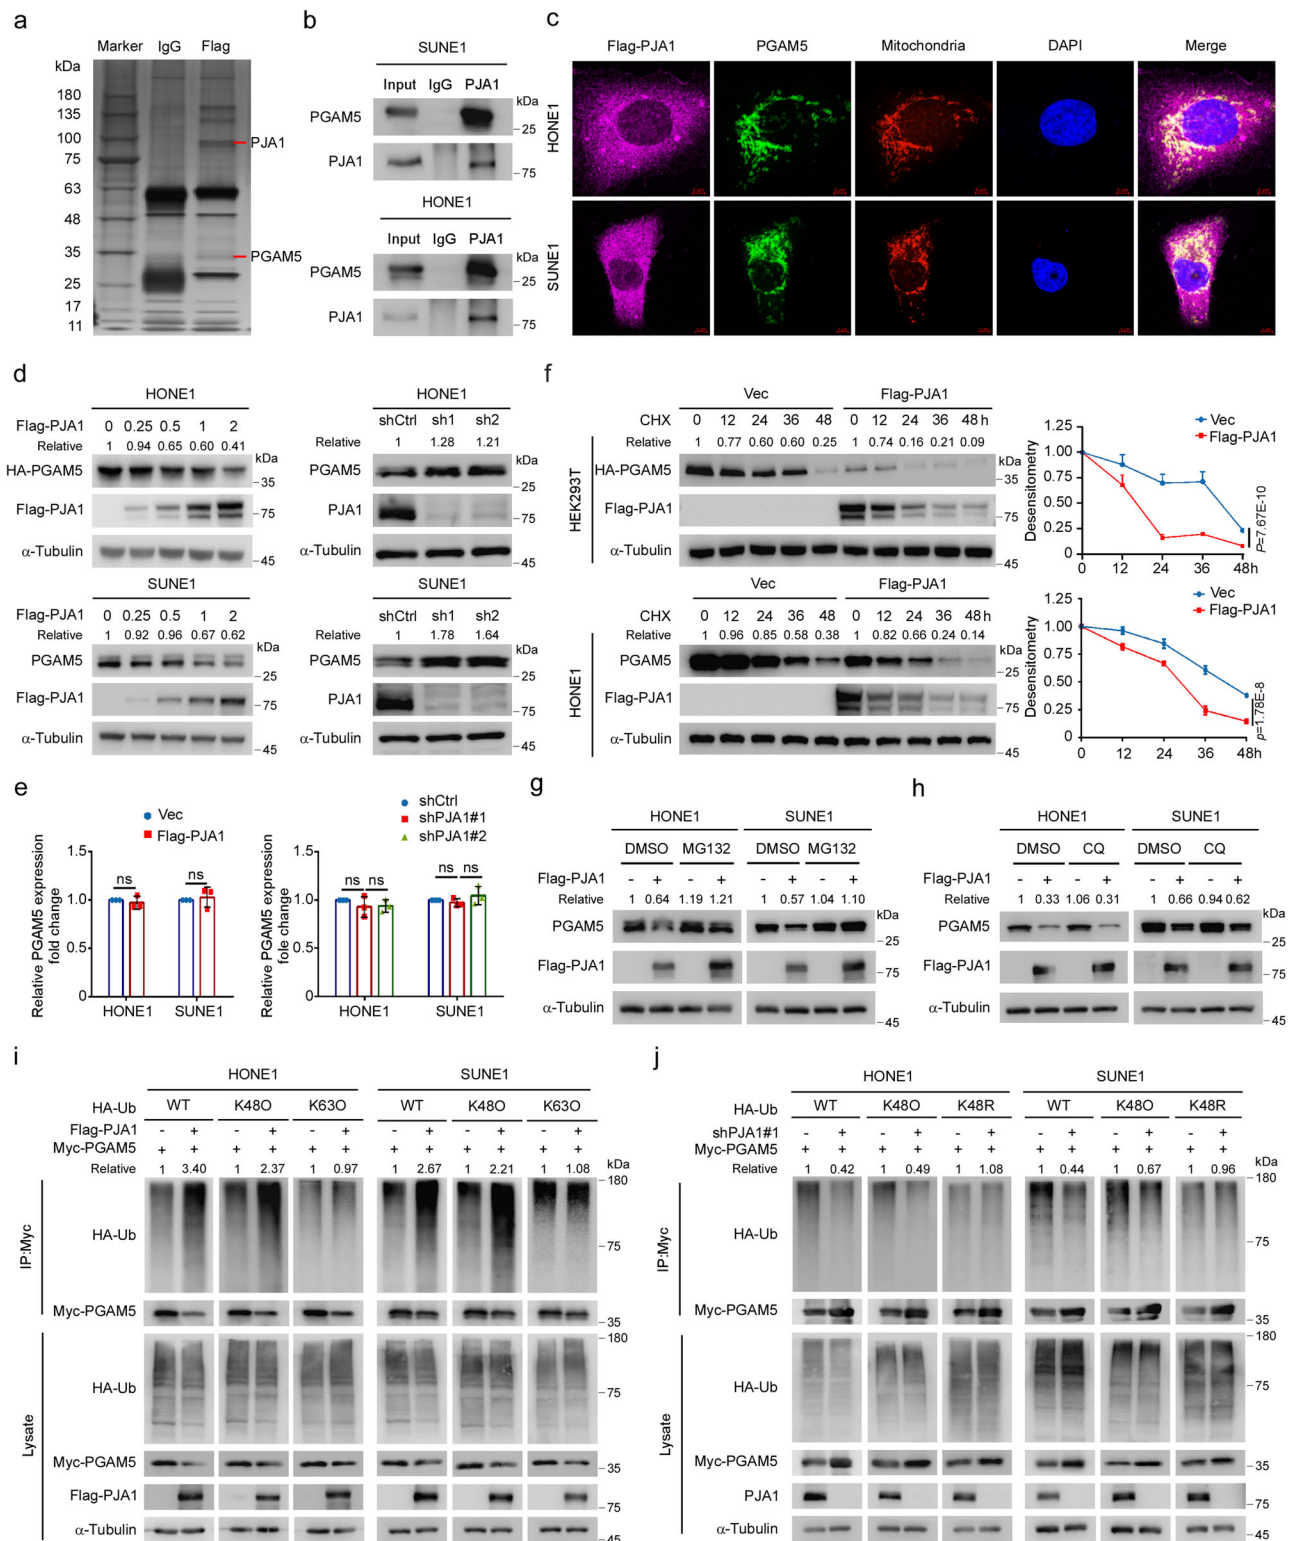 a
Marker IgG Flag
kDa
180
135
100
75
63
48
35
25
17
11
PJA1
PGAM5
b
SUNE1
Input IgG PJA1
kDa
PGAM5
25
PJA1
75
HONE1
Input IgG PJA1
kDa
PGAM5
25
PJA1
75
c
Flag-PJA1 PGAM5 Mitochondria DAPI Merge
HONE1
SUNE1
d
HONE1
Flag-PJA1 0 0.25 0.5 1 2
Relative 1 0.94 0.65 0.60 0.41
kDa
HA-PGAM5
35
Flag-PJA1
75
α-Tubulin
45
SUNE1
Flag-PJA1 0 0.25 0.5 1 2
Relative 1 0.92 0.96 0.67 0.62
kDa
PGAM5
25
Flag-PJA1
75
α-Tubulin
45
HONE1
shCtrl sh1 sh2
Relative 1 1.28 1.21
kDa
PGAM5
25
PJA1
75
α-Tubulin
45
SUNE1
shCtrl sh1 sh2
Relative 1 1.78 1.64
kDa
PGAM5
25
PJA1
75
α-Tubulin
45
f
Vec Flag-PJA1
CHX 0 12 24 36 48 0 12 24 36 48 h
Relative 1 0.77 0.60 0.60 0.25 1 0.74 0.16 0.21 0.09
kDa
HEK293T
HA-PGAM5
35
Flag-PJA1
75
α-Tubulin
45
Vec
Flag-PJA1
Desensitometry
1.25
1.00
0.75
0.50
0.25
0
0 12 24 36 48h
P=7.67E-10
Vec Flag-PJA1
CHX 0 12 24 36 48 0 12 24 36 48h
Relative 1 0.96 0.85 0.58 0.38 1 0.82 0.66 0.24 0.14
kDa
HONE1
PGAM5
25
Flag-PJA1
75
α-Tubulin
45
Vec
Flag-PJA1
Desensitometry
1.25
1.00
0.75
0.50
0.25
0
0 12 24 36 48h
p=1.78E-8
e
Vec
Flag-PJA1
Relative PGAM5 expression
fold change
1.5
1.0
0.5
0
ns ns
HONE1 SUNE1
shCtrl
shPJA1#1
shPJA1#2
Relative PGAM5 expression
fole change
1.5
1.0
0.5
0
ns ns ns ns
HONE1 SUNE1
g
HONE1 SUNE1
DMSO MG132 DMSO MG132
Flag-PJA1 - + - + - + - +
Relative 1 0.64 1.19 1.21 1 0.57 1.04 1.10
kDa
PGAM5
25
Flag-PJA1
75
α-Tubulin
45
h
HONE1 SUNE1
DMSO CQ DMSO CQ
Flag-PJA1 - + - + - + - +
Relative 1 0.33 1.06 0.31 1 0.66 0.94 0.62
kDa
PGAM5
25
Flag-PJA1
75
α-Tubulin
45
i
HONE1 SUNE1
HA-Ub WT K48O K63O WT K48O K63O
Flag-PJA1 - + - + - + - + - + - +
Myc-PGAM5 + + + + + + + + + + + +
Relative 1 3.40 1 2.37 1 0.97 1 2.67 1 2.21 1 1.08
kDa
180
IP:Myc
HA-Ub
75
Myc-PGAM5
35
180
Lysate
HA-Ub
75
Myc-PGAM5
35
Flag-PJA1
75
α-Tubulin
45
j
HONE1 SUNE1
HA-Ub WT K48O K48R WT K48O K48R
shPJA1#1 - + - + - + - + - + - +
Myc-PGAM5 + + + + + + + + + + + +
Relative 1 0.42 1 0.49 1 1.08 1 0.44 1 0.67 1 0.96
kDa
180
IP:Myc
HA-Ub
75
Myc-PGAM5
35
180
Lysate
HA-Ub
75
Myc-PGAM5
35
PJA1
75
α-Tubulin
45